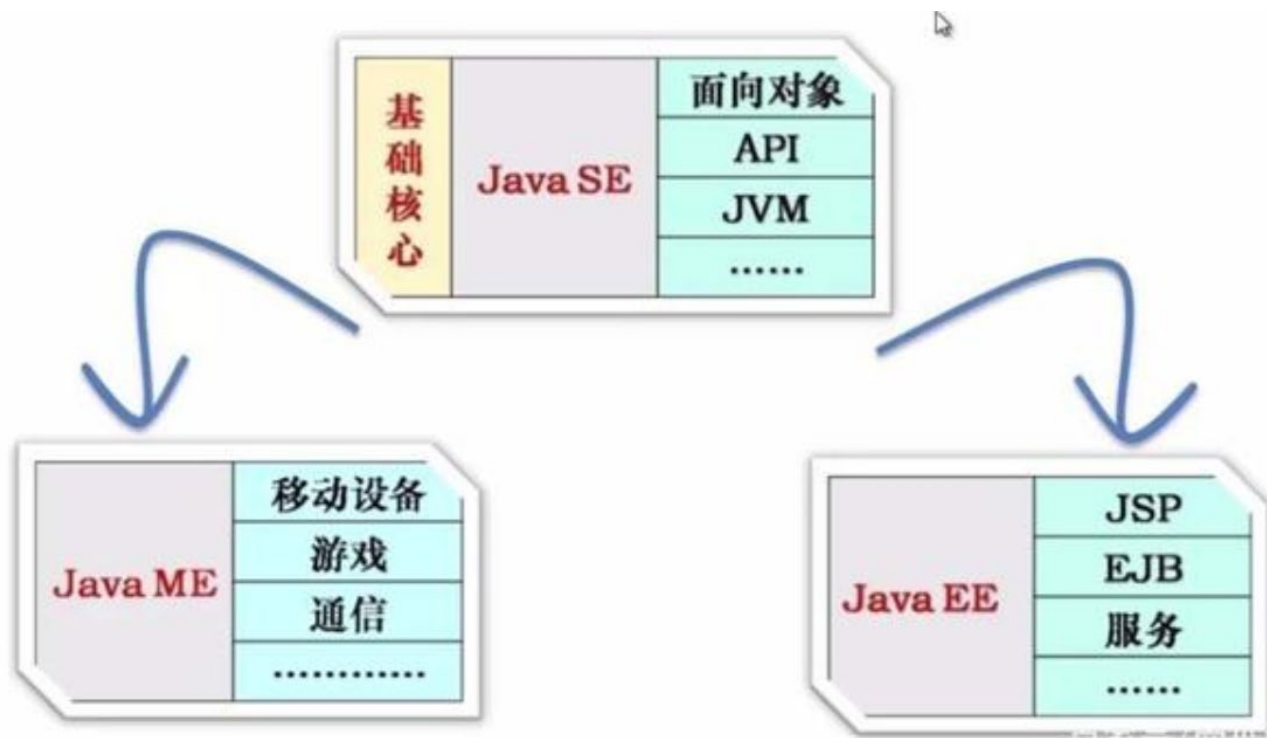 基础核心
Java SE
面向对象
API
JVM
......
Java ME
移动设备
游戏
通信
............
Java EE
JSP
EJB
服务
......